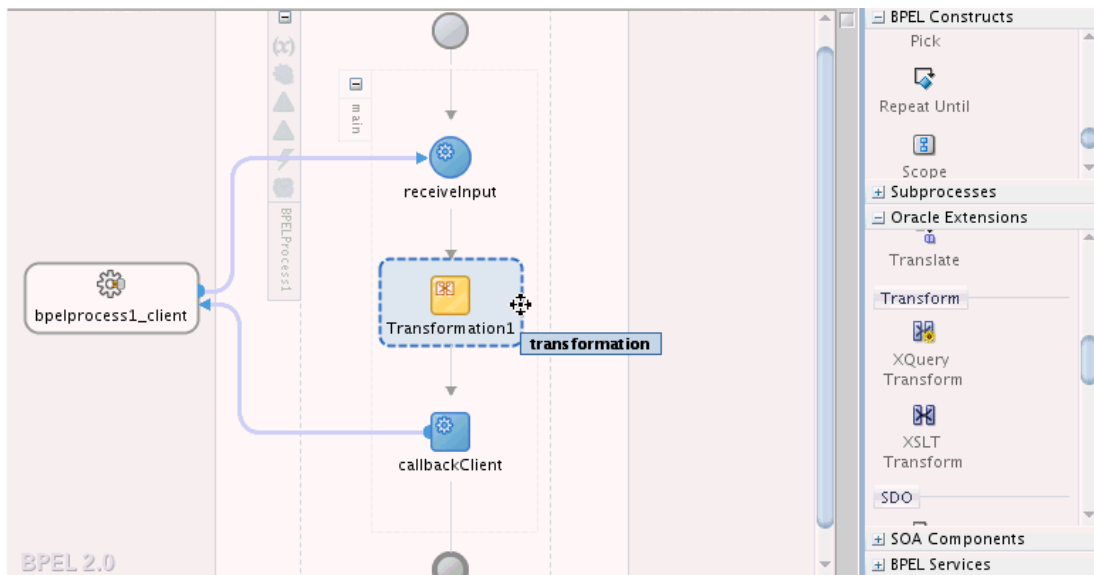 main
receiveInput
BPELProcess1
bpelprocess1_client
Transformation1
transformation
callbackClient
BPEL 2.0
BPEL Constructs
Pick
Repeat Until
Scope
Subprocesses
Oracle Extensions
Translate
Transform
XQuery
Transform
XSLT
Transform
SDO
SOA Components
BPEL Services